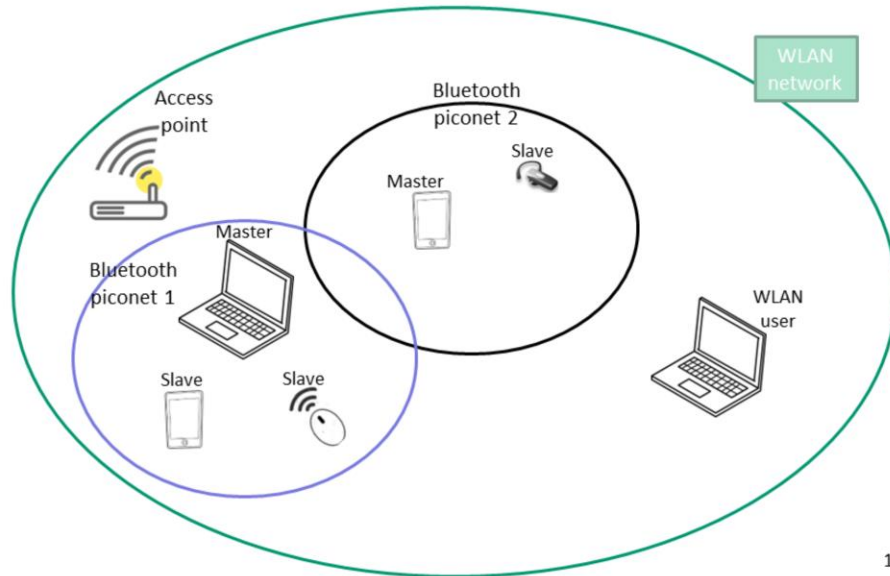 WLAN
network
Access
point
Bluetooth
piconet 2
Slave
Master
Master
Bluetooth
piconet 1
WLAN
user
Slave
Slave
1